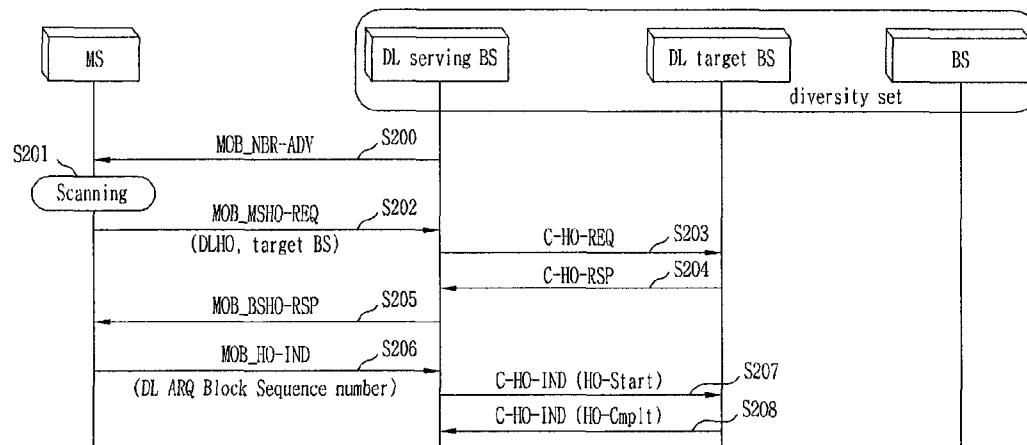 MS
DL serving BS
DL target BS
BS
diversity set
MOB_NBR-ADV
S200
S201
Scanning
MOB_MSHO-REQ
S202
(DLHO, target BS)
C-HO-REQ
S203
C-HO-RSP
S204
MOB_BSHO-RSP
S205
MOB_HO-IND
S206
(DL ARQ Block Sequence number)
C-HO-IND (HO-Start)
S207
C-HO-IND (HO-Cmplt)
S208